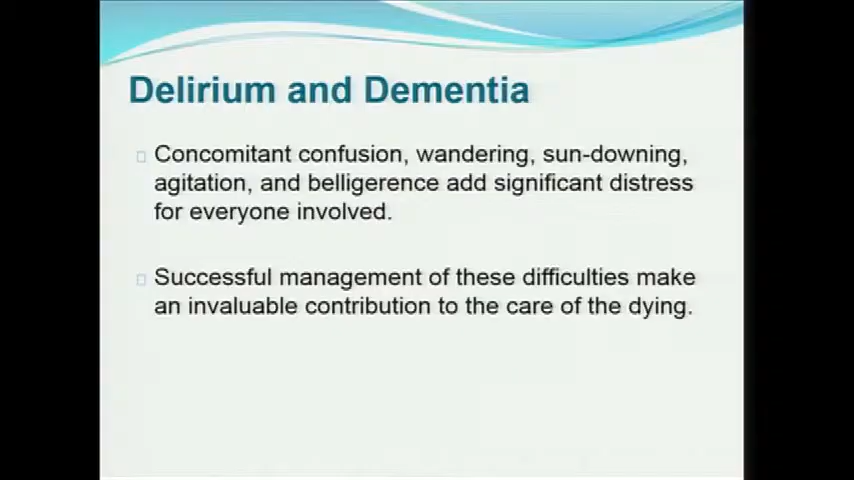 Delirium and Dementia
Concomitant confusion, wandering, sun-downing,
agitation, and belligerence add significant distress
for everyone involved.
Successful management of these difficulties make
an invaluable contribution to the care of the dying.